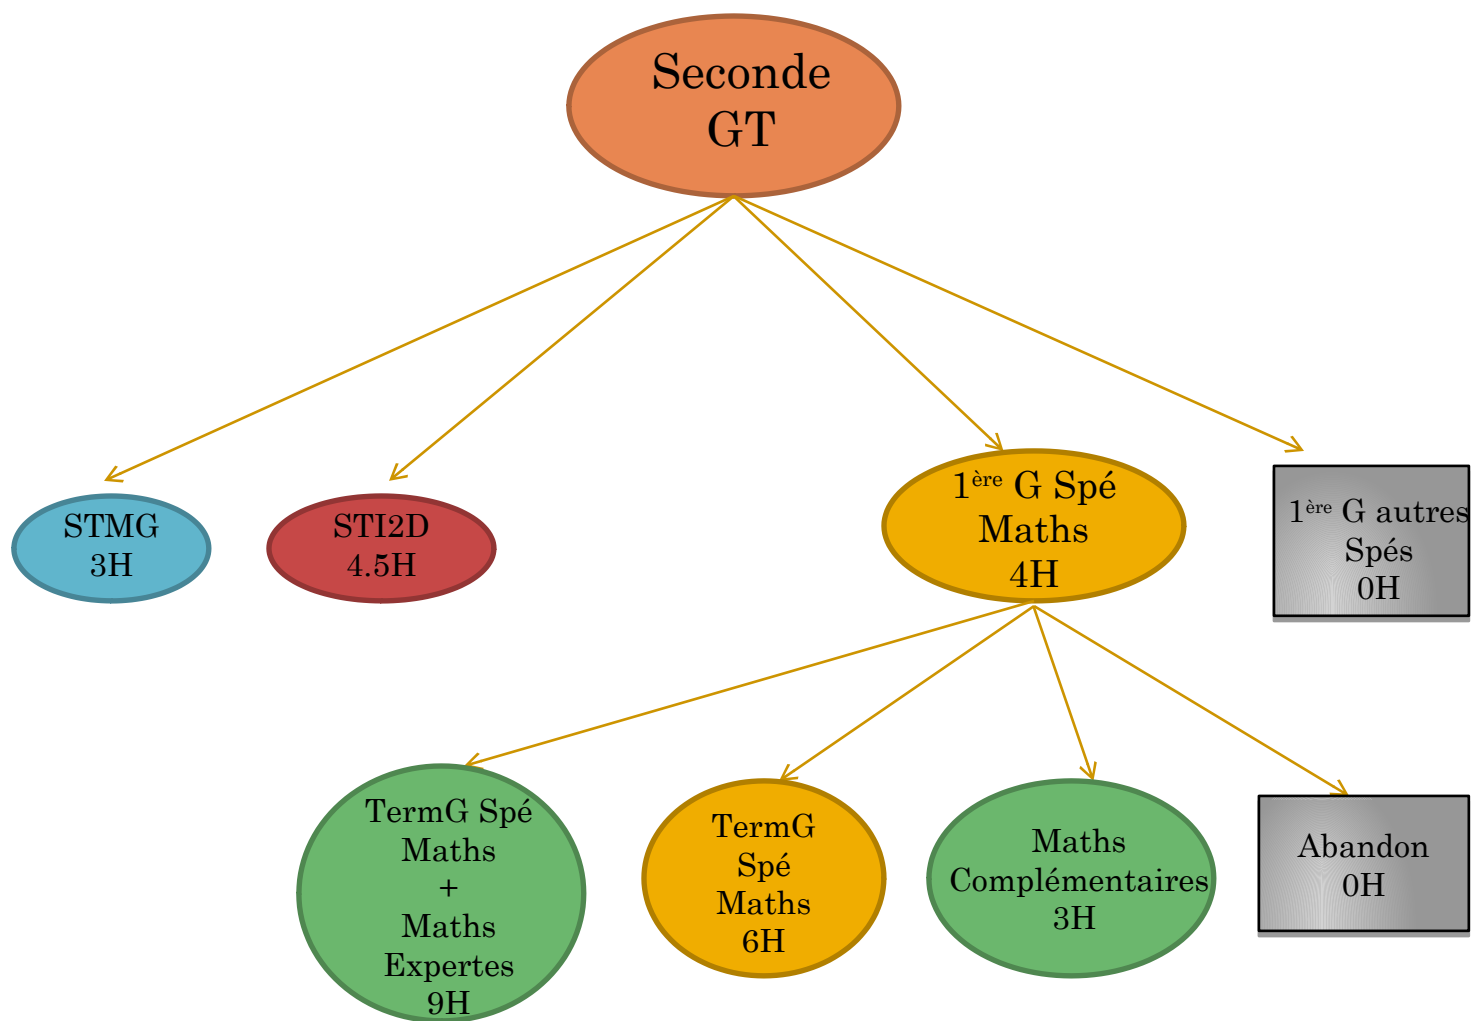 Seconde
GT
STMG
3H
STI2D
4.5H
1ère G Spé
Maths
4H
1ère G autres
Spés
0H
TermG Spé
Maths
+
Maths
Expertes
9H
TermG
Spé
Maths
6H
Maths
Complémentaires
3H
Abandon
0H